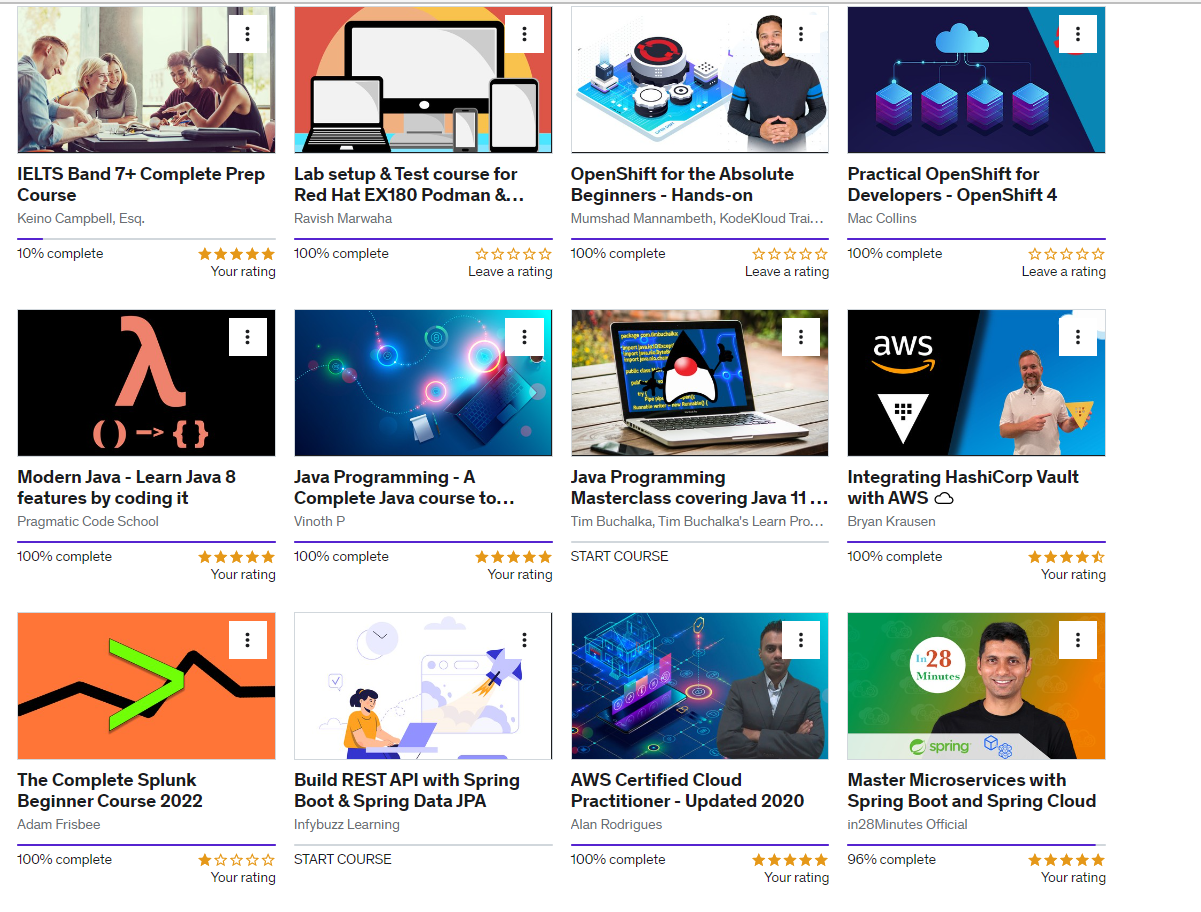 IELTS Band 7+ Complete Prep
Course
Keino Campbell, Esq.
10% complete
Your rating
Lab setup & Test course for
Red Hat EX180 Podman &...
Ravish Marwaha
100% complete
Leave a rating
OpenShift for the Absolute
Beginners - Hands-on
Mumshad Mannambeth, KodeKloud Trai...
100% complete
Leave a rating
Practical OpenShift for
Developers - OpenShift 4
Mac Collins
100% complete
Leave a rating
λ
() -> {}
Modern Java - Learn Java 8
features by coding it
Pragmatic Code School
100% complete
Your rating
Java Programming - A
Complete Java course to...
Vinoth P
100% complete
Your rating
package com.timbuchalka
Java Programming
Masterclass covering Java 11 ...
Tim Buchalka, Tim Buchalka's Learn Pro...
START COURSE
aws
Integrating HashiCorp Vault
with AWS
Bryan Krausen
100% complete
Your rating
The Complete Splunk
Beginner Course 2022
Adam Frisbee
100% complete
Your rating
Build REST API with Spring
Boot & Spring Data JPA
Infybuzz Learning
START COURSE
AWS Certified Cloud
Practitioner - Updated 2020
Alan Rodrigues
100% complete
Your rating
In28
Minutes
spring
Master Microservices with
Spring Boot and Spring Cloud
in28Minutes Official
96% complete
Your rating